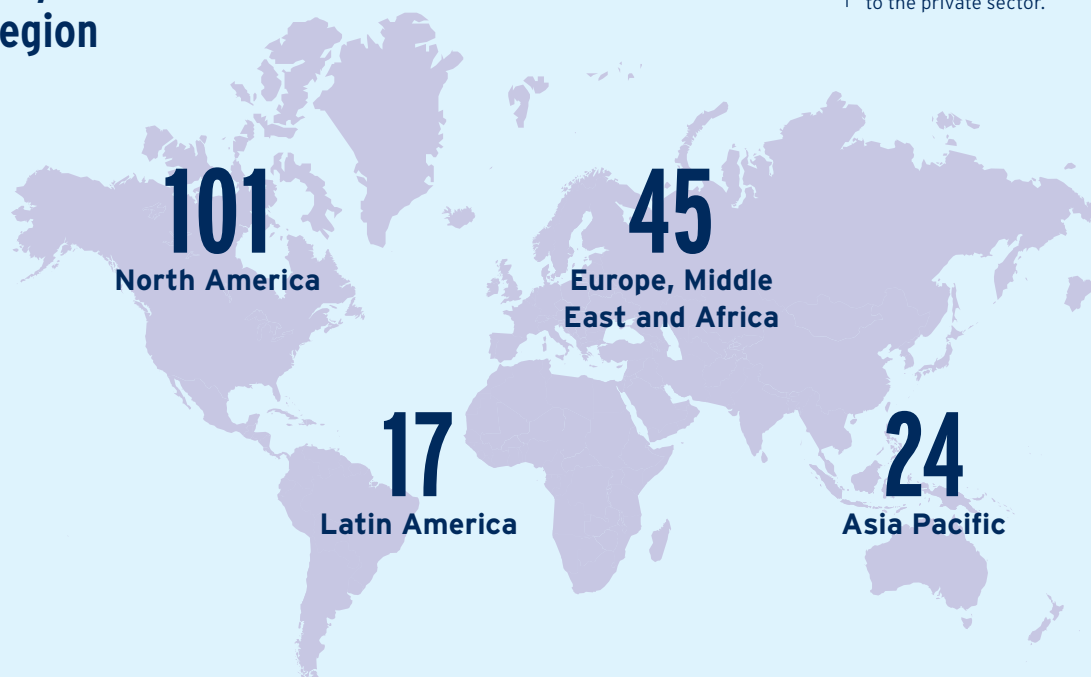 to the private sector.
egion
101
North America
45
Europe, Middle
East and Africa
17
Latin America
24
Asia Pacific